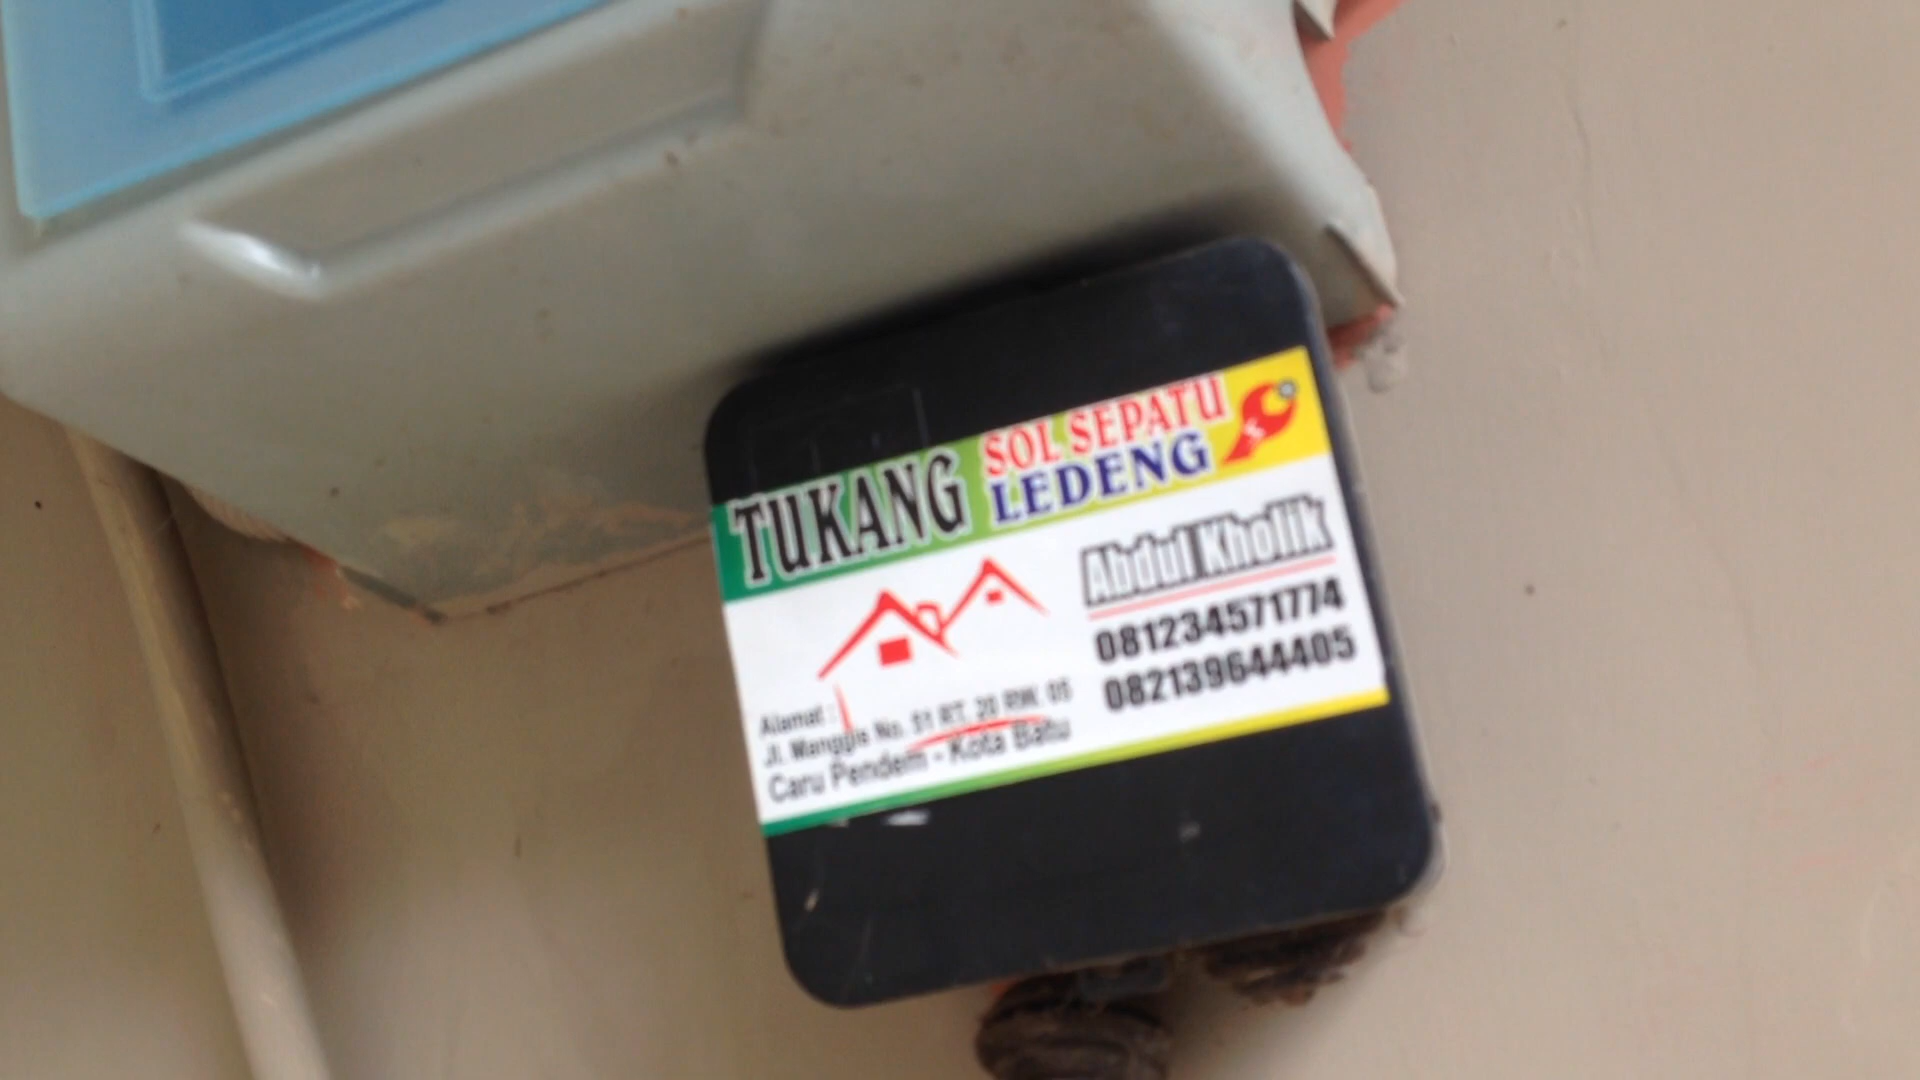 TUKANG SOL SEPATU
LEDENG
Abdul Kholik
081234571774
082139644405
Alamat :
Jl. Manggis No. 51 RT. 20 RW. 05
Caru Pendem - Kota Batu